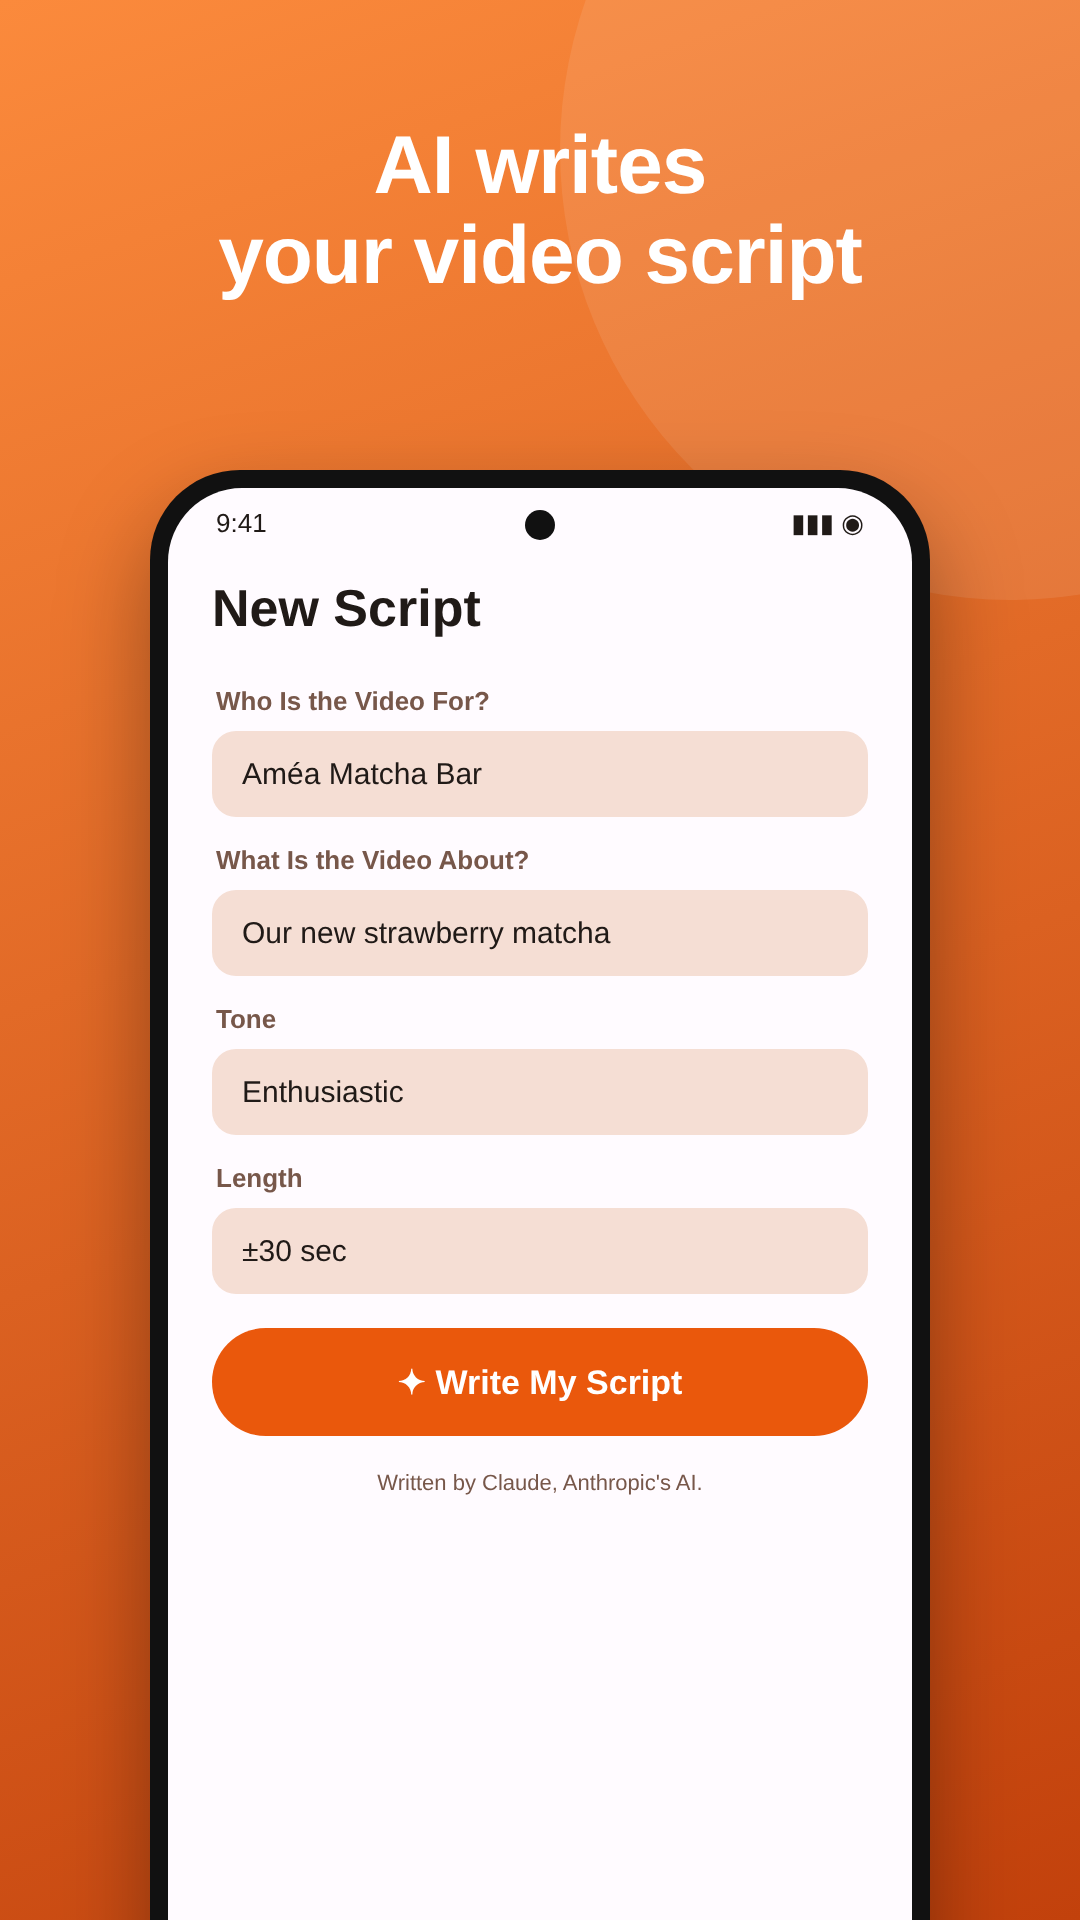 AI writes
your video script
9:41
New Script
Who Is the Video For?
Améa Matcha Bar
What Is the Video About?
Our new strawberry matcha
Tone
Enthusiastic
Length
±30 sec
✦ Write My Script
Written by Claude, Anthropic's AI.